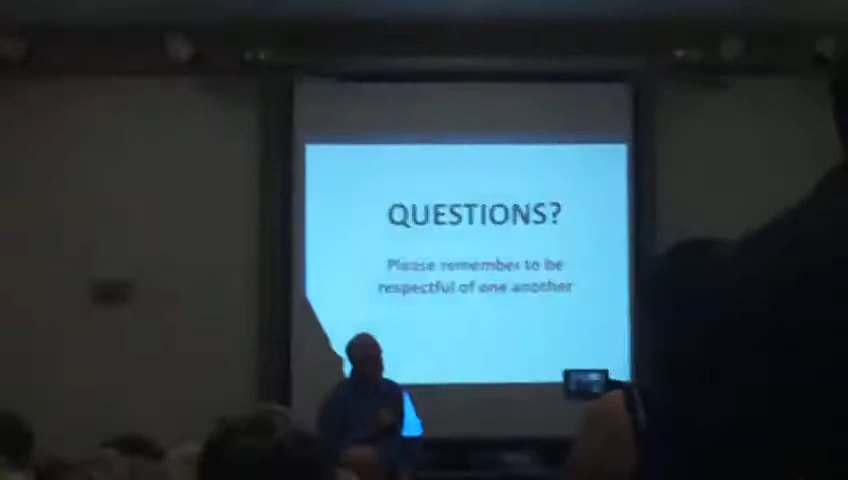 QUESTIONS?
Please remember to be
respectful of one another